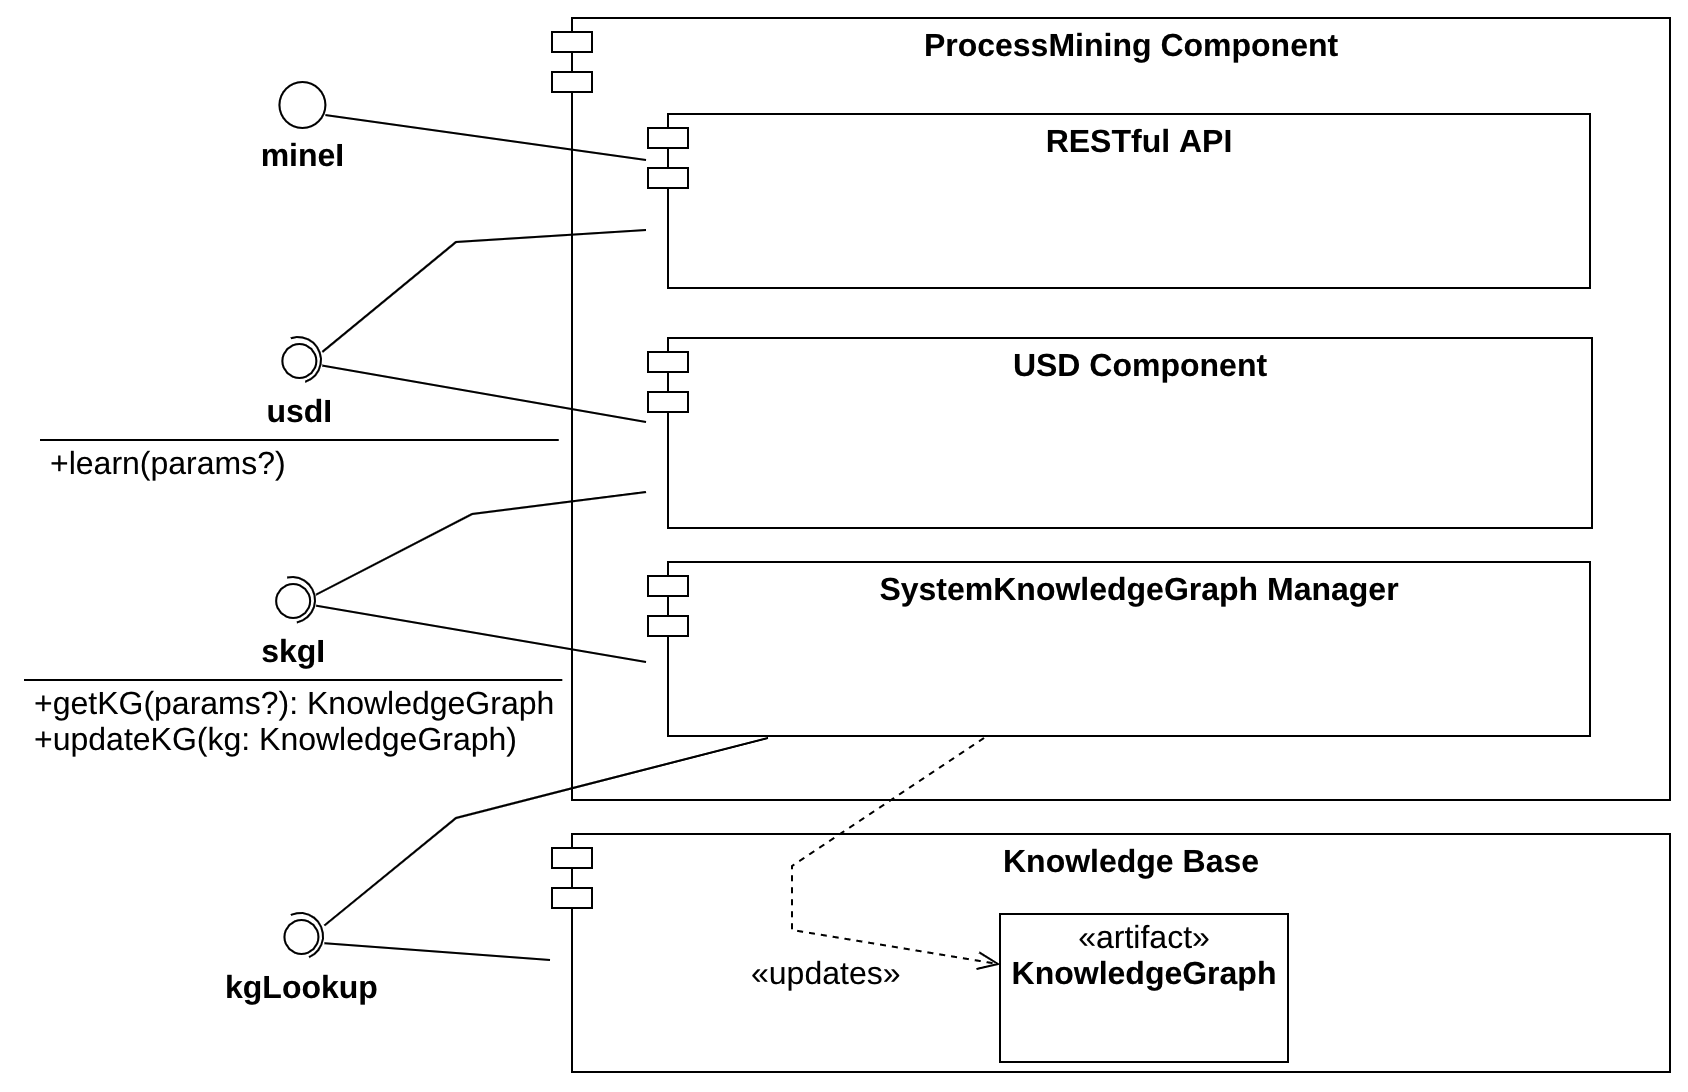 ProcessMining Component
mineI
RESTful API
USD Component
usdI
+learn(params?)
SystemKnowledgeGraph Manager
skgI
+getKG(params?): KnowledgeGraph
+updateKG(kg: KnowledgeGraph)
Knowledge Base
«artifact»
KnowledgeGraph
«updates»
kgLookup